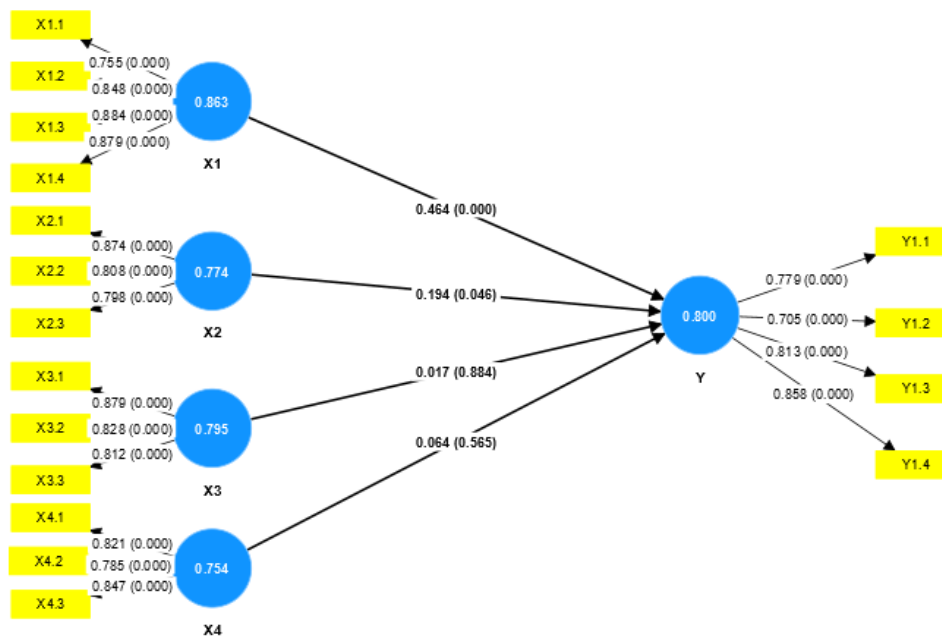 X1.1
X1.2
X1.3
X1.4
0.755 (0.000)
0.848 (0.000)
0.884 (0.000)
0.879 (0.000)
0.863
X1
0.464 (0.000)
X2.1
X2.2
X2.3
0.874 (0.000)
0.808 (0.000)
0.798 (0.000)
0.774
X2
0.194 (0.046)
X3.1
X3.2
X3.3
0.879 (0.000)
0.828 (0.000)
0.812 (0.000)
0.795
X3
0.017 (0.884)
X4.1
X4.2
X4.3
0.821 (0.000)
0.785 (0.000)
0.847 (0.000)
0.754
X4
0.064 (0.565)
0.800
Y
0.779 (0.000)
0.705 (0.000)
0.813 (0.000)
0.858 (0.000)
Y1.1
Y1.2
Y1.3
Y1.4